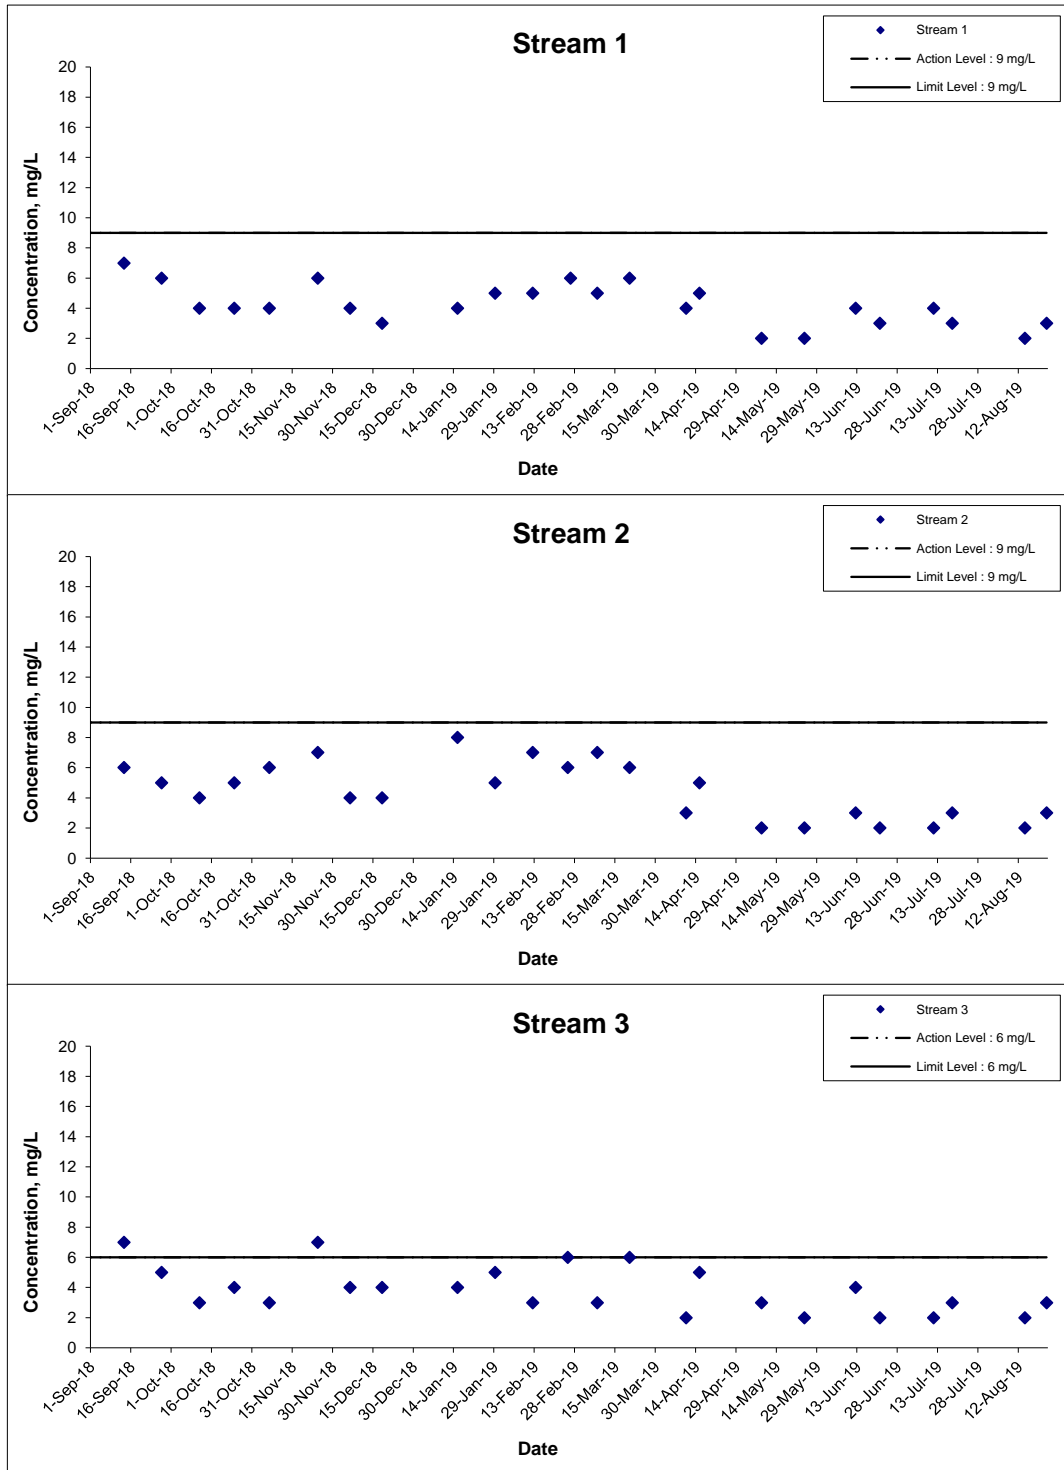 Stream 1
Stream 1
Action Level : 9 mg/L
Limit Level : 9 mg/L
Concentration, mg/L
20
18
16
14
12
10
8
6
4
2
0
1-Sep-18
16-Sep-18
1-Oct-18
16-Oct-18
31-Oct-18
15-Nov-18
30-Nov-18
15-Dec-18
30-Dec-18
14-Jan-19
29-Jan-19
13-Feb-19
28-Feb-19
15-Mar-19
30-Mar-19
14-Apr-19
29-Apr-19
14-May-19
29-May-19
13-Jun-19
28-Jun-19
13-Jul-19
28-Jul-19
12-Aug-19
Date
Stream 2
Stream 2
Action Level : 9 mg/L
Limit Level : 9 mg/L
Concentration, mg/L
20
18
16
14
12
10
8
6
4
2
0
1-Sep-18
16-Sep-18
1-Oct-18
16-Oct-18
31-Oct-18
15-Nov-18
30-Nov-18
15-Dec-18
30-Dec-18
14-Jan-19
29-Jan-19
13-Feb-19
28-Feb-19
15-Mar-19
30-Mar-19
14-Apr-19
29-Apr-19
14-May-19
29-May-19
13-Jun-19
28-Jun-19
13-Jul-19
28-Jul-19
12-Aug-19
Date
Stream 3
Stream 3
Action Level : 6 mg/L
Limit Level : 6 mg/L
Concentration, mg/L
20
18
16
14
12
10
8
6
4
2
0
1-Sep-18
16-Sep-18
1-Oct-18
16-Oct-18
31-Oct-18
15-Nov-18
30-Nov-18
15-Dec-18
30-Dec-18
14-Jan-19
29-Jan-19
13-Feb-19
28-Feb-19
15-Mar-19
30-Mar-19
14-Apr-19
29-Apr-19
14-May-19
29-May-19
13-Jun-19
28-Jun-19
13-Jul-19
28-Jul-19
12-Aug-19
Date